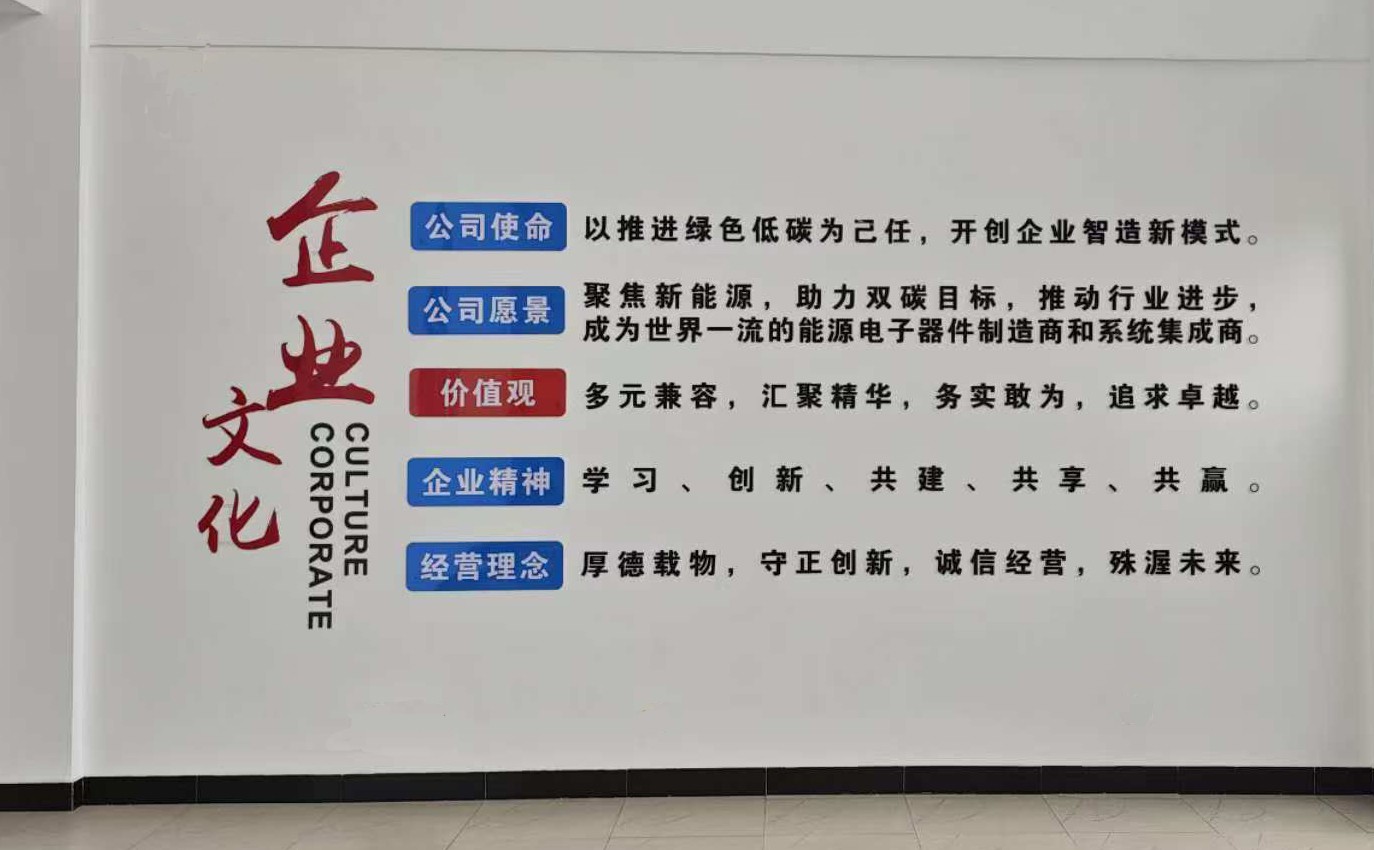 企业
文化
CULTURE
CORPORATE
公司使命 以推进绿色低碳为己任，开创企业智造新模式。
公司愿景 聚焦新能源，助力双碳目标，推动行业进步，
成为世界一流的能源电子器件制造商和系统集成商。
价值观 多元兼容，汇聚精华，务实敢为，追求卓越。
企业精神 学习、创新、共建、共享、共赢。
经营理念 厚德载物，守正创新，诚信经营，殊渥未来。